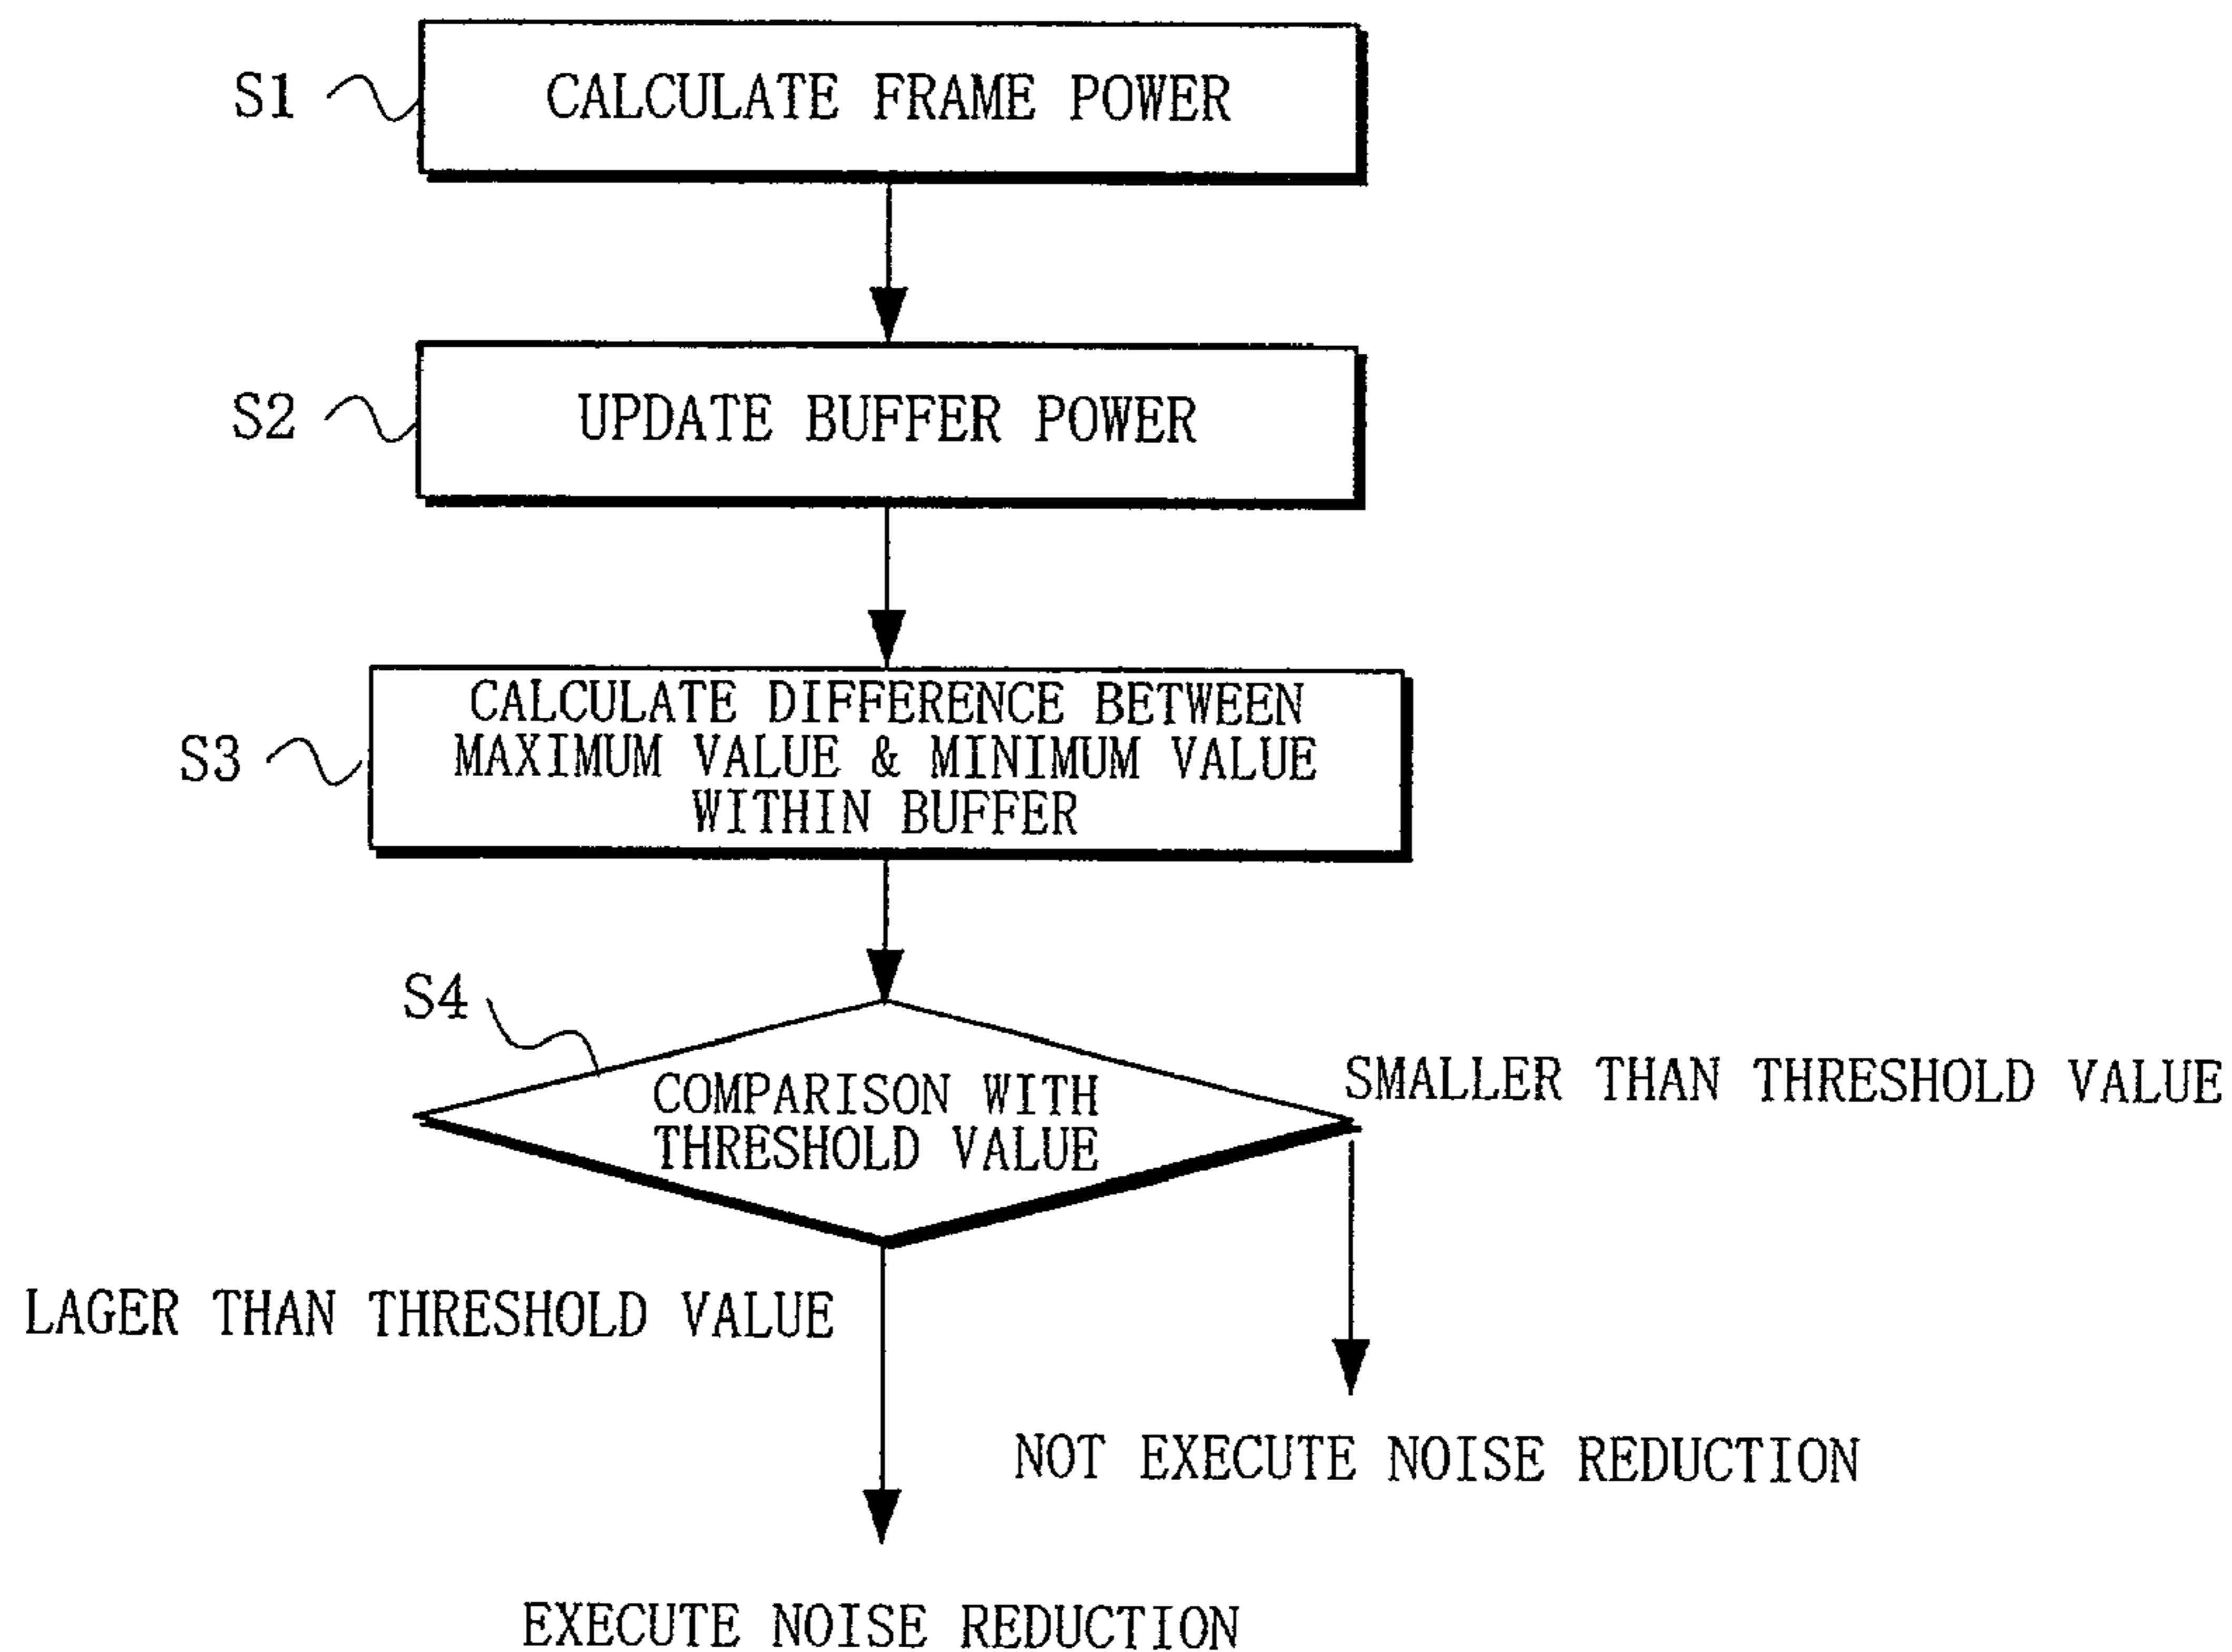 S1
CALCULATE FRAME POWER
S2
UPDATE BUFFER POWER
S3
CALCULATE DIFFERENCE BETWEEN
MAXIMUM VALUE & MINIMUM VALUE
WITHIN BUFFER
S4
COMPARISON WITH
THRESHOLD VALUE
SMALLER THAN THRESHOLD VALUE
LAGER THAN THRESHOLD VALUE
NOT EXECUTE NOISE REDUCTION
EXECUTE NOISE REDUCTION